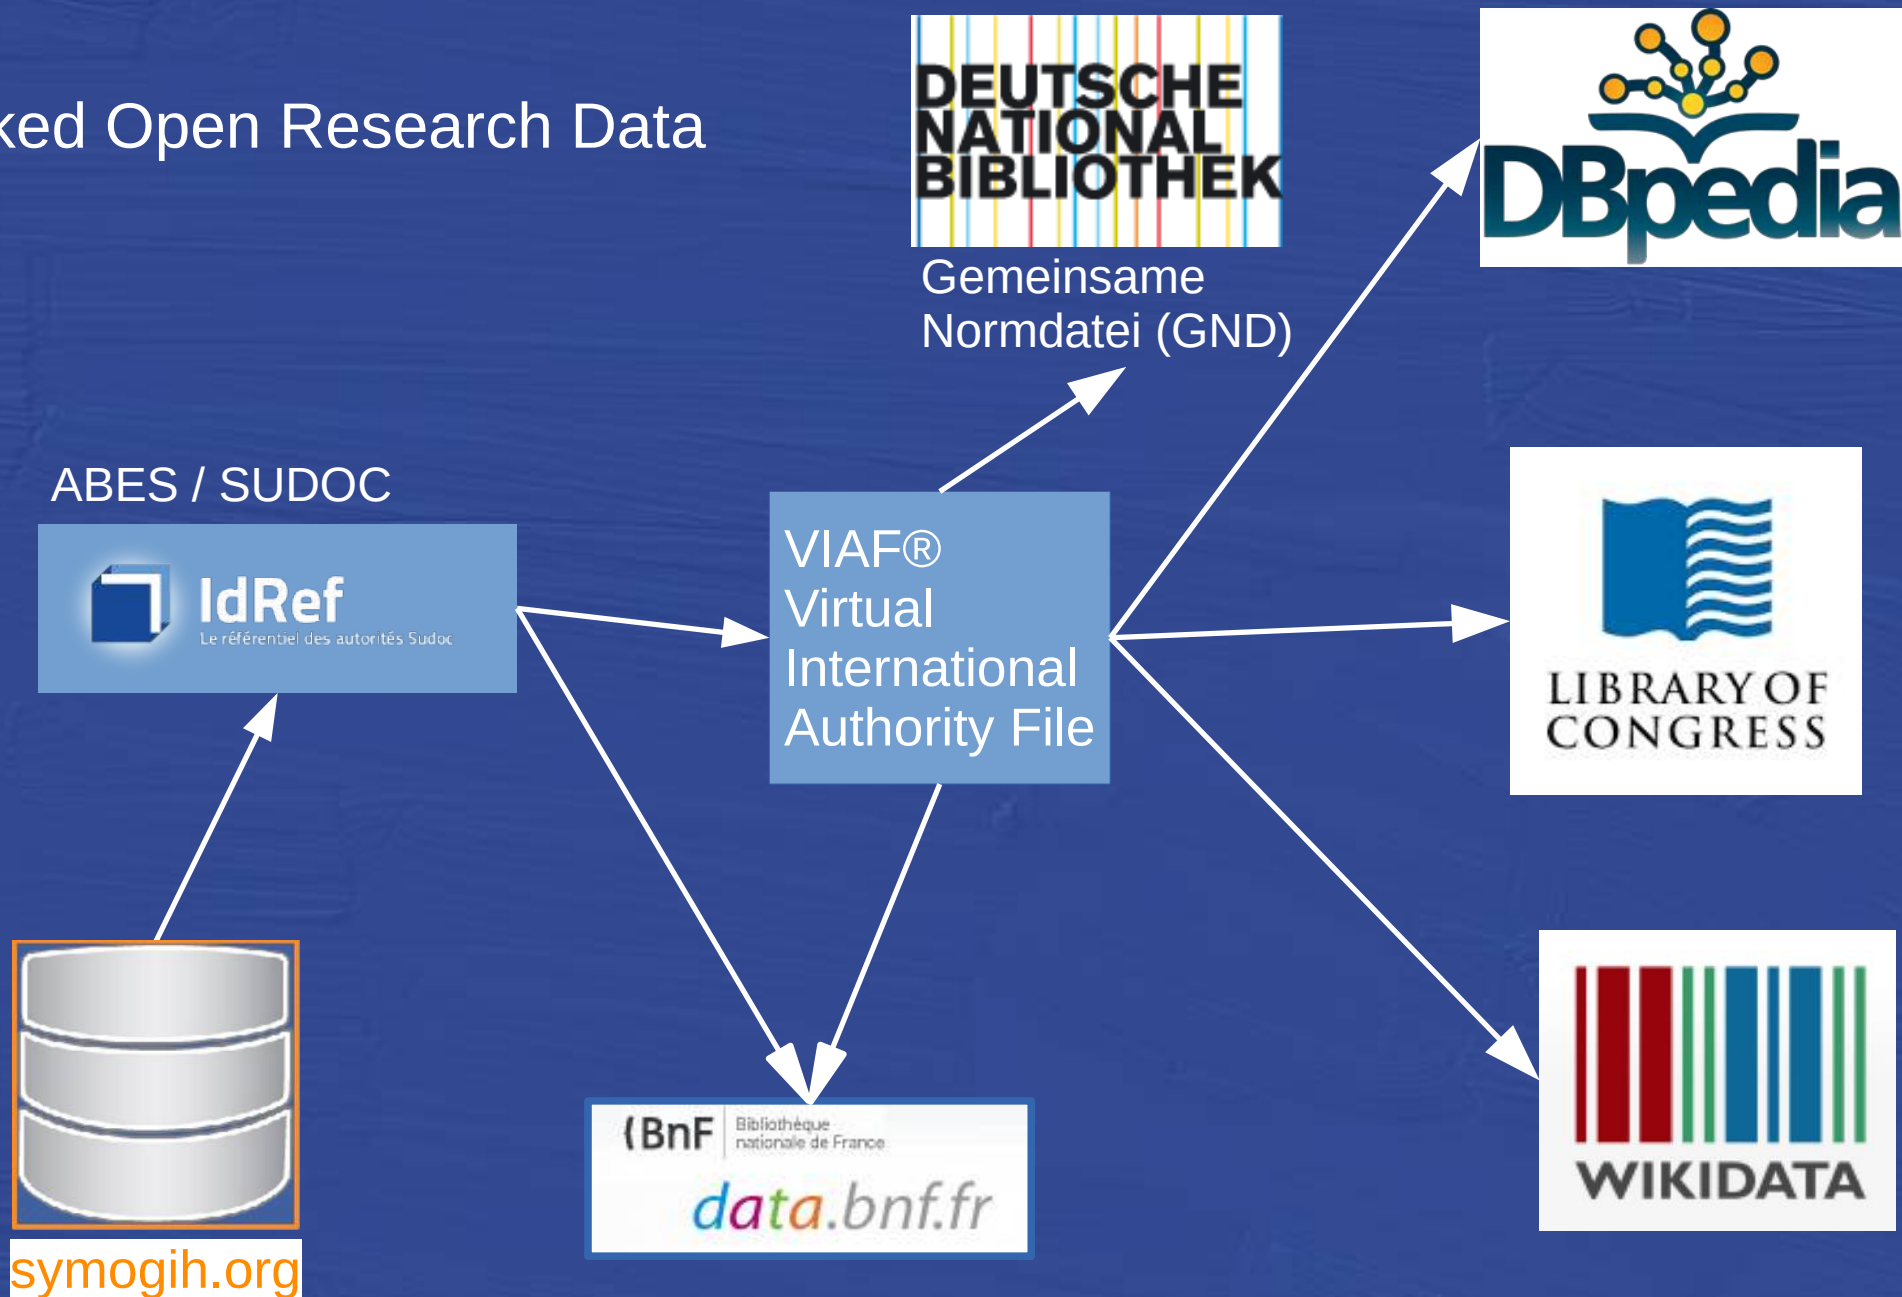 ked Open Research Data
DEUTSCHE
NATIONAL
BIBLIOTHEK
Gemeinsame
Normdatei (GND)
DBpedia
ABES / SUDOC
IdRef
Le référentiel des autorités Sudoc
VIAF®
Virtual
International
Authority File
LIBRARY OF
CONGRESS
symogih.org
(BnF
Bibliothèque
nationale de France
data.bnf.fr
WIKIDATA